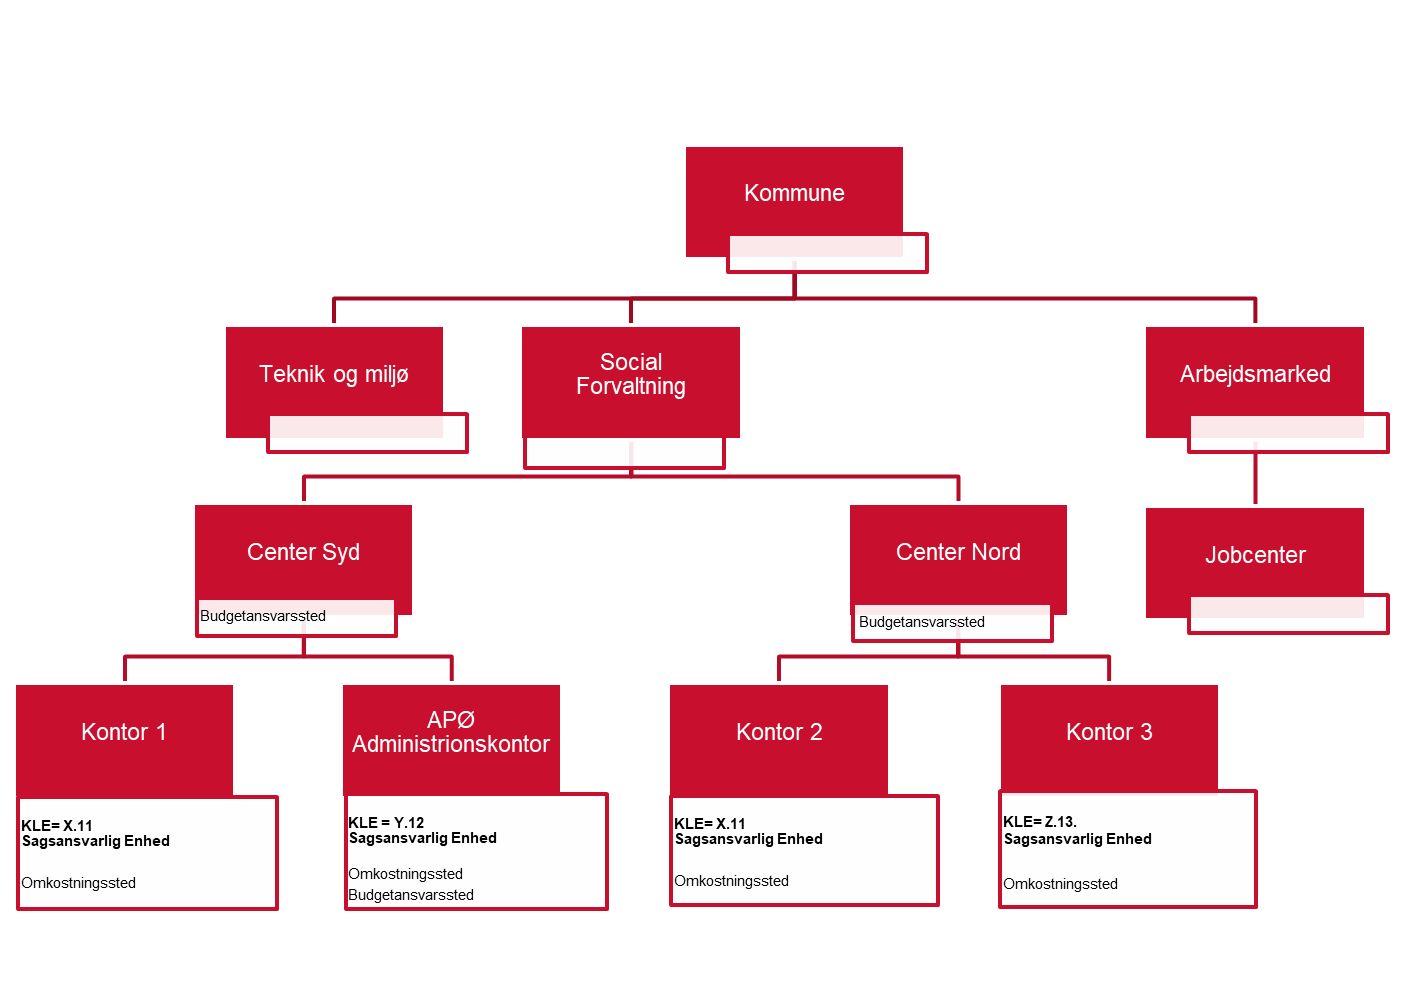 Kommune
Teknik og miljø
Social
Forvaltning
Arbejdsmarked
Center Syd
Budgetansvarssted
Center Nord
Budgetansvarssted
Jobcenter
Kontor 1
KLE= X.11
Sagsansvarlig Enhed
Omkostningssted
APØ
Administrionskontor
KLE = Y.12
Sagsansvarlig Enhed
Omkostningssted
Budgetansvarssted
Kontor 2
KLE= X.11
Sagsansvarlig Enhed
Omkostningssted
Kontor 3
KLE= Z.13.
Sagsansvarlig Enhed
Omkostningssted